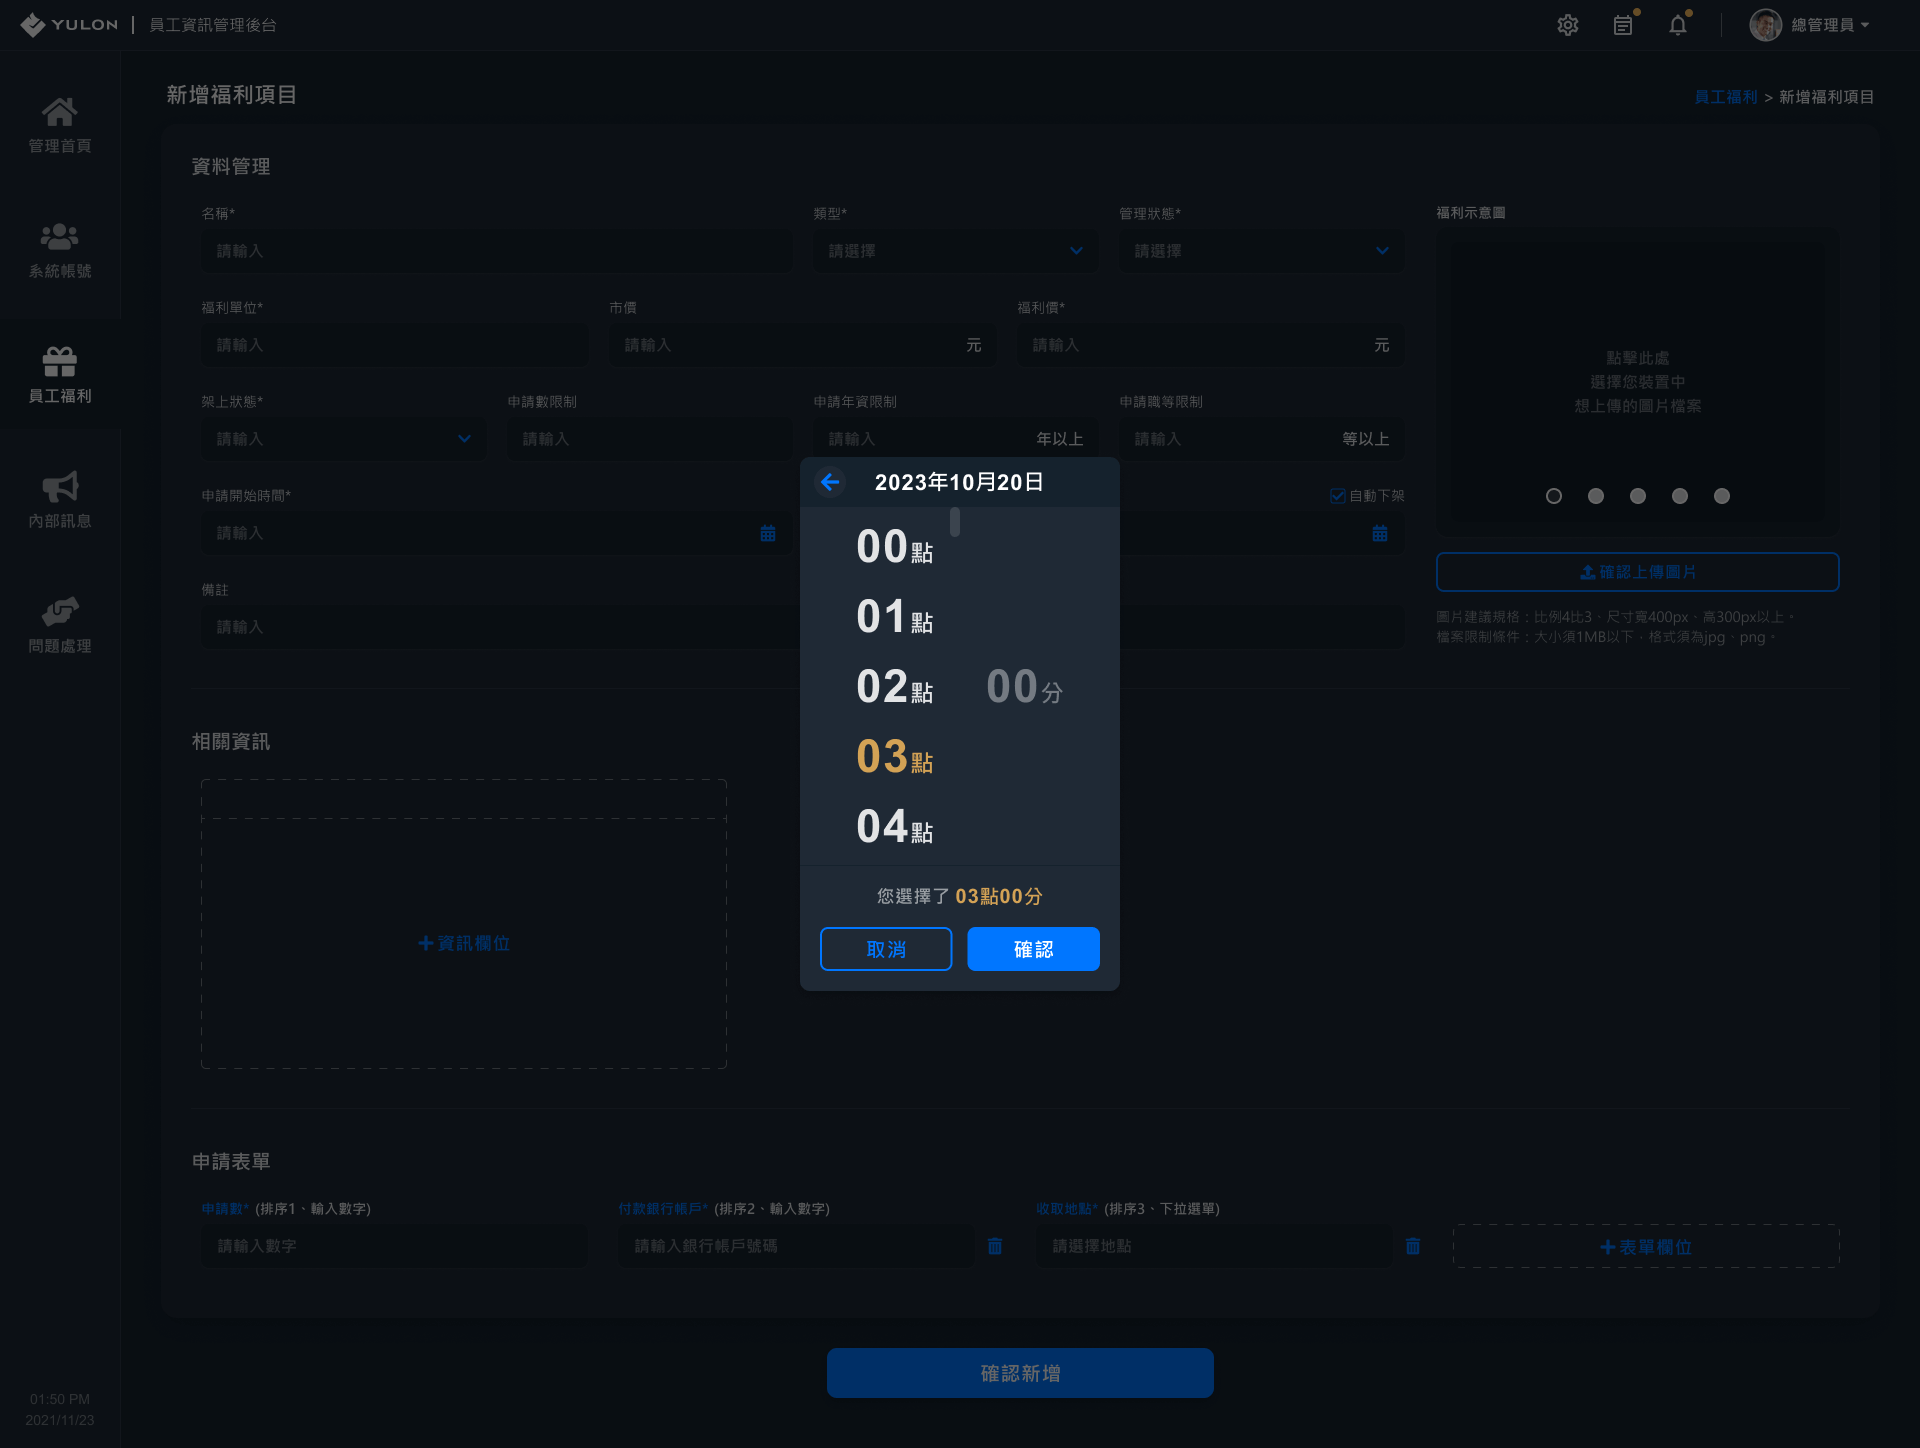 YULON
員工資訊管理後台
總管理員
管理首頁
系統帳號
員工福利
內部訊息
問題處理
01:50 PM
2021/11/23
新增福利項目
員工福利 > 新增福利項目
資料管理
名稱*
請輸入
類型*
請選擇
管理狀態*
請選擇
福利單位*
請輸入
市價
請輸入
元
福利價*
請輸入
元
架上狀態*
請輸入
申請數限制
請輸入
申請年資限制
請輸入
年以上
申請職等限制
請輸入
等以上
申請開始時間*
請輸入
自動下架
備註
請輸入
福利示意圖
點擊此處
選擇您裝置中
想上傳的圖片檔案
確認上傳圖片
圖片建議規格：比例4比3、尺寸寬400px、高300px以上。
檔案限制條件：大小須1MB以下，格式須為jpg、png。
2023年10月20日
00點
01點
02點
00分
03點
04點
您選擇了 03點00分
取消
確認
相關資訊
資訊欄位
申請表單
申請數* (排序1、輸入數字)
請輸入數字
付款銀行帳戶* (排序2、輸入數字)
請輸入銀行帳戶號碼
收取地點* (排序3、下拉選單)
請選擇地點
表單欄位
確認新增